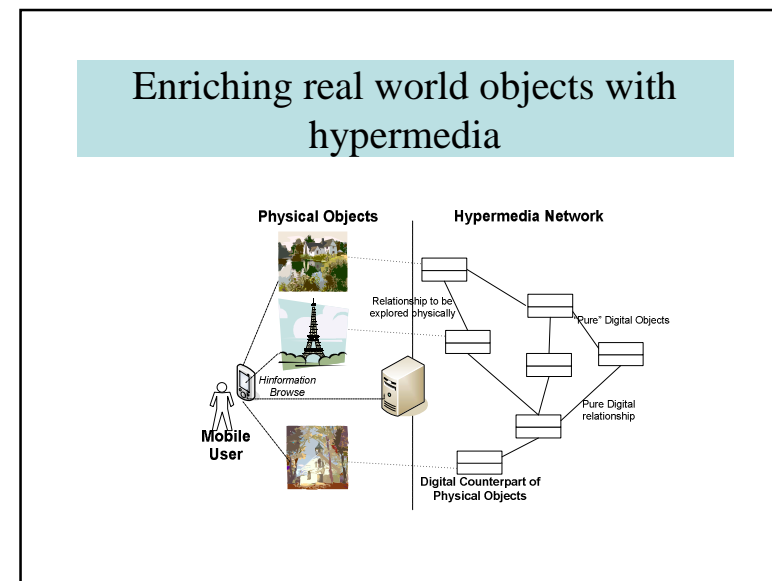 Enriching real world objects with
hypermedia
Physical Objects
Hypermedia Network
Relationship to be
explored physically
"Pure" Digital Objects
Hinformation
Browse
Mobile
User
Pure Digital
relationship
Digital Counterpart of
Physical Objects